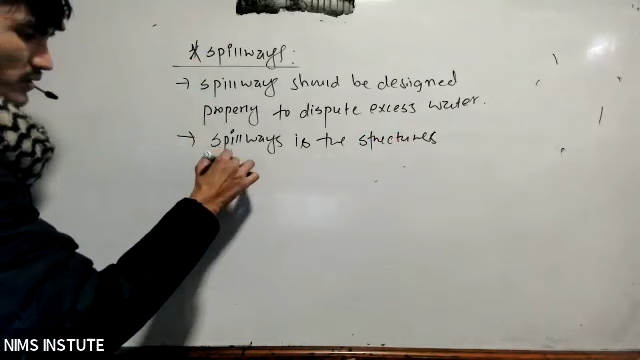 * Spillways:
→ Spillways should be designed
properly to dispute excess water.
→ Spillways is the structures
NIMS INSTUTE